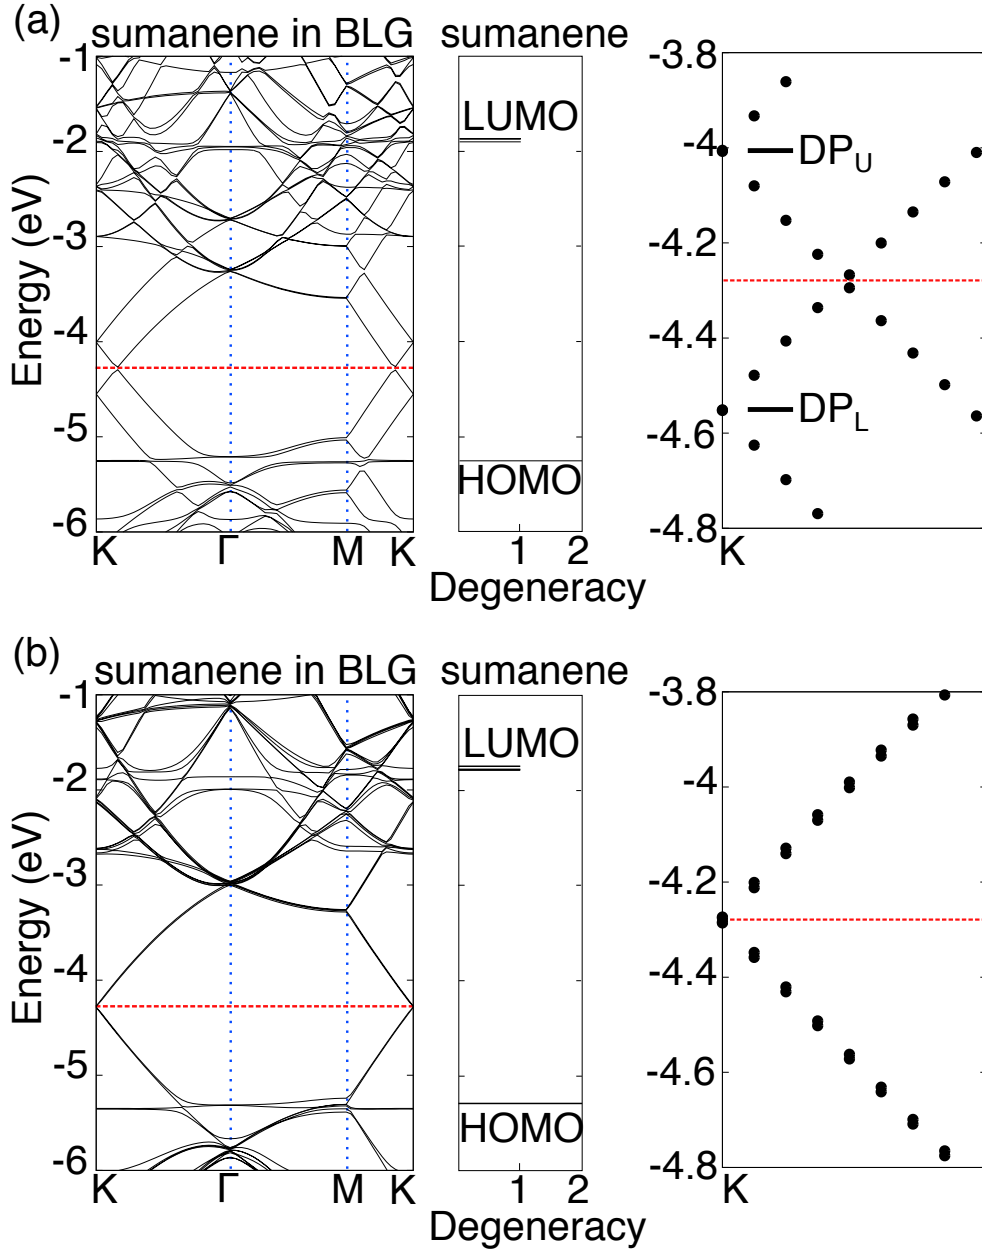 (a)
sumanene in BLG
sumanene
-1
-2
-3
-4
-5
-6
Energy (eV)
K
Γ
M
K
LUMO
HOMO
1
2
Degeneracy
-3.8
-4
-4.2
-4.4
-4.6
-4.8
DPU
DPL
K
(b)
sumanene in BLG
sumanene
-1
-2
-3
-4
-5
-6
Energy (eV)
K
Γ
M
K
LUMO
HOMO
1
2
Degeneracy
-3.8
-4
-4.2
-4.4
-4.6
-4.8
K